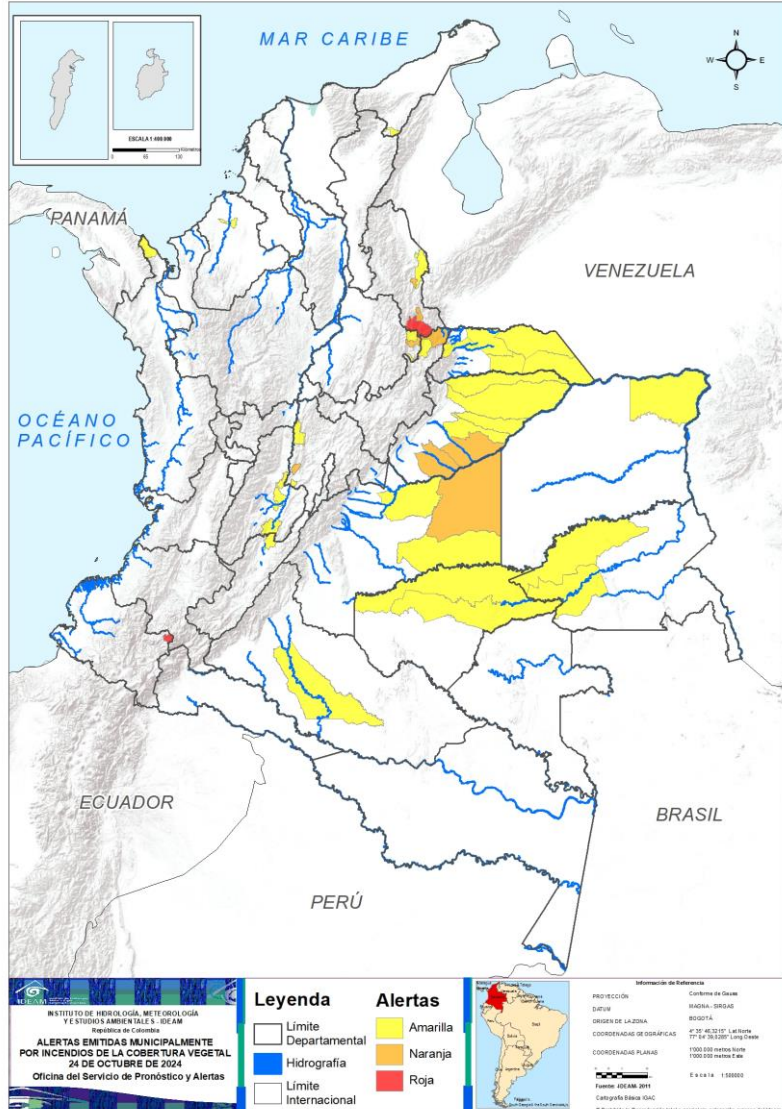 MAR CARIBE
N
W
E
S
ESCALA 1:400.000
PANAMÁ
VENEZUELA
OCÉANO
PACÍFICO
ECUADOR
BRASIL
PERÚ
IDEAM
INSTITUTO DE HIDROLOGÍA, METEOROLOGÍA
Y ESTUDIOS AMBIENTALES - IDEAM
República de Colombia
ALERTAS EMITIDAS MUNICIPALMENTE
POR INCENDIOS DE LA COBERTURA VEGETAL
24 DE OCTUBRE DE 2024
Oficina del Servicio de Pronóstico y Alertas
Leyenda
Límite
Departamental
Hidrografía
Límite
Internacional
Alertas
Amarilla
Naranja
Roja
Información de Referencia
PROYECCIÓN Conforme de Gauss
DATUM MAGNA - SIRGAS
ORIGEN DE LA ZONA BOGOTÁ
COORDENADAS GEOGRÁFICAS
COORDENADAS PLANAS 1'000.000 metros Norte
1'000.000 metros Este
Escala
Fuente: IDEAM 2011
Cartografía Básica IGAC